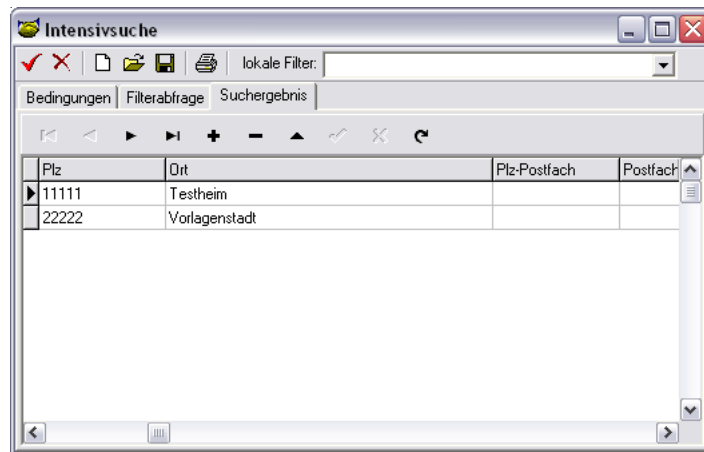 Intensivsuche
lokale Filter:
Bedingungen Filterabfrage Suchergebnis
Plz Ort Plz-Postfach Postfach
11111 Testheim
22222 Vorlagenstadt